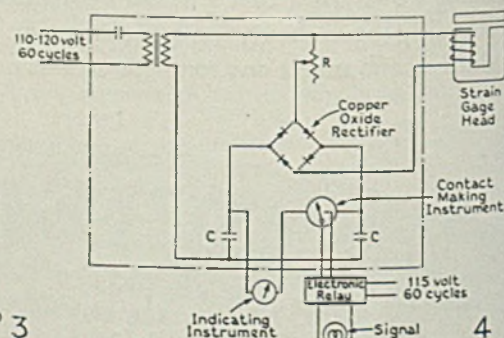 110-120 volt
60 cycles
R
Strain
Gage
Head
Copper
Oxide
Rectifier
Contact
Making
Instrument
C
C
Electronic
Relay
115 volt
60 cycles
Indicating
Instrument
Signal
3
4